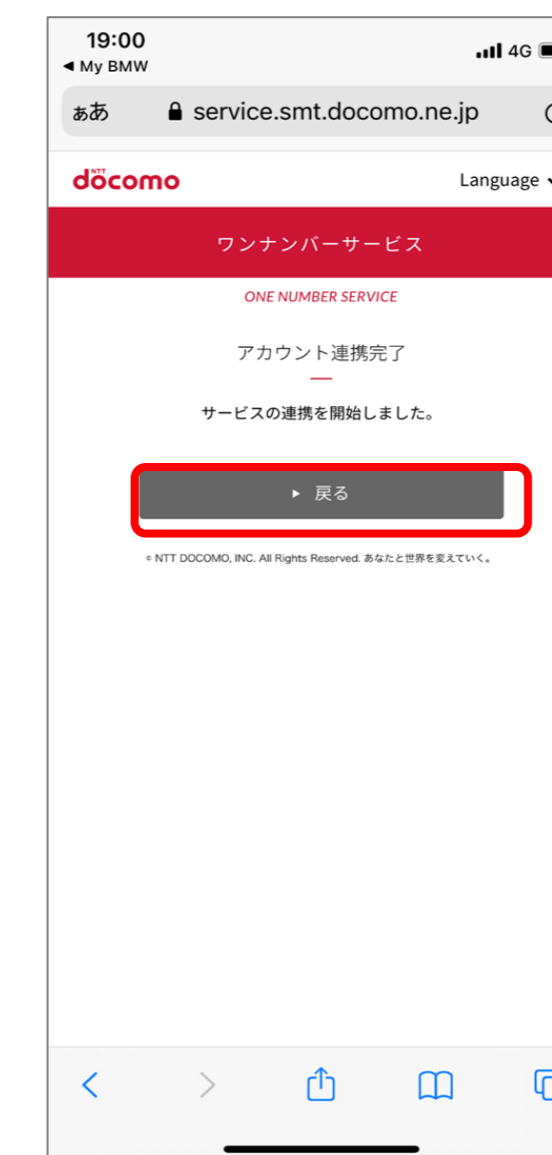 19:00
4G
◀ My BMW
ぁあ
service.smt.docomo.ne.jp
NTT
docomo
Language
ワンナンバーサービス
ONE NUMBER SERVICE
アカウント連携完了
サービスの連携を開始しました。
▶ 戻る
© NTT DOCOMO, INC. All Rights Reserved. あなたと世界を変えていく。